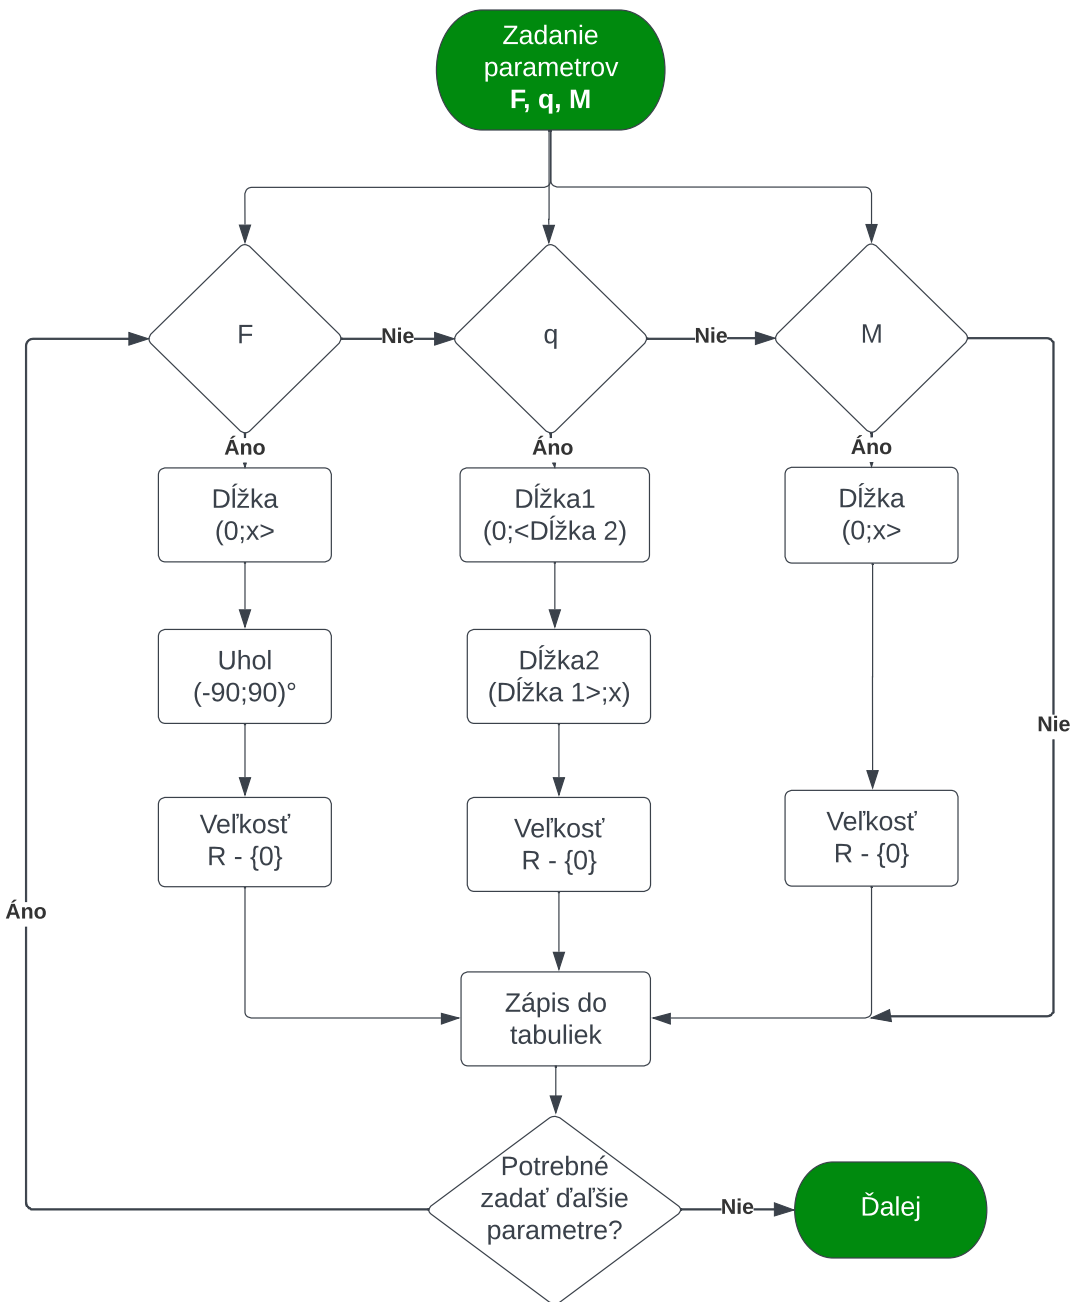 Zadanie
parametrov
F, q, M
F
Nie
q
Nie
M
Áno
Áno
Áno
Dĺžka
(0;x>
Dĺžka1
(0;<Dĺžka 2)
Dĺžka
(0;x>
Uhol
(-90;90)°
Dĺžka2
(Dĺžka 1>;x)
Nie
Veľkosť
R - {0}
Veľkosť
R - {0}
Veľkosť
R - {0}
Áno
Zápis do
tabuliek
Potrebné
zadať ďaľšie
parametre?
Nie
Ďalej